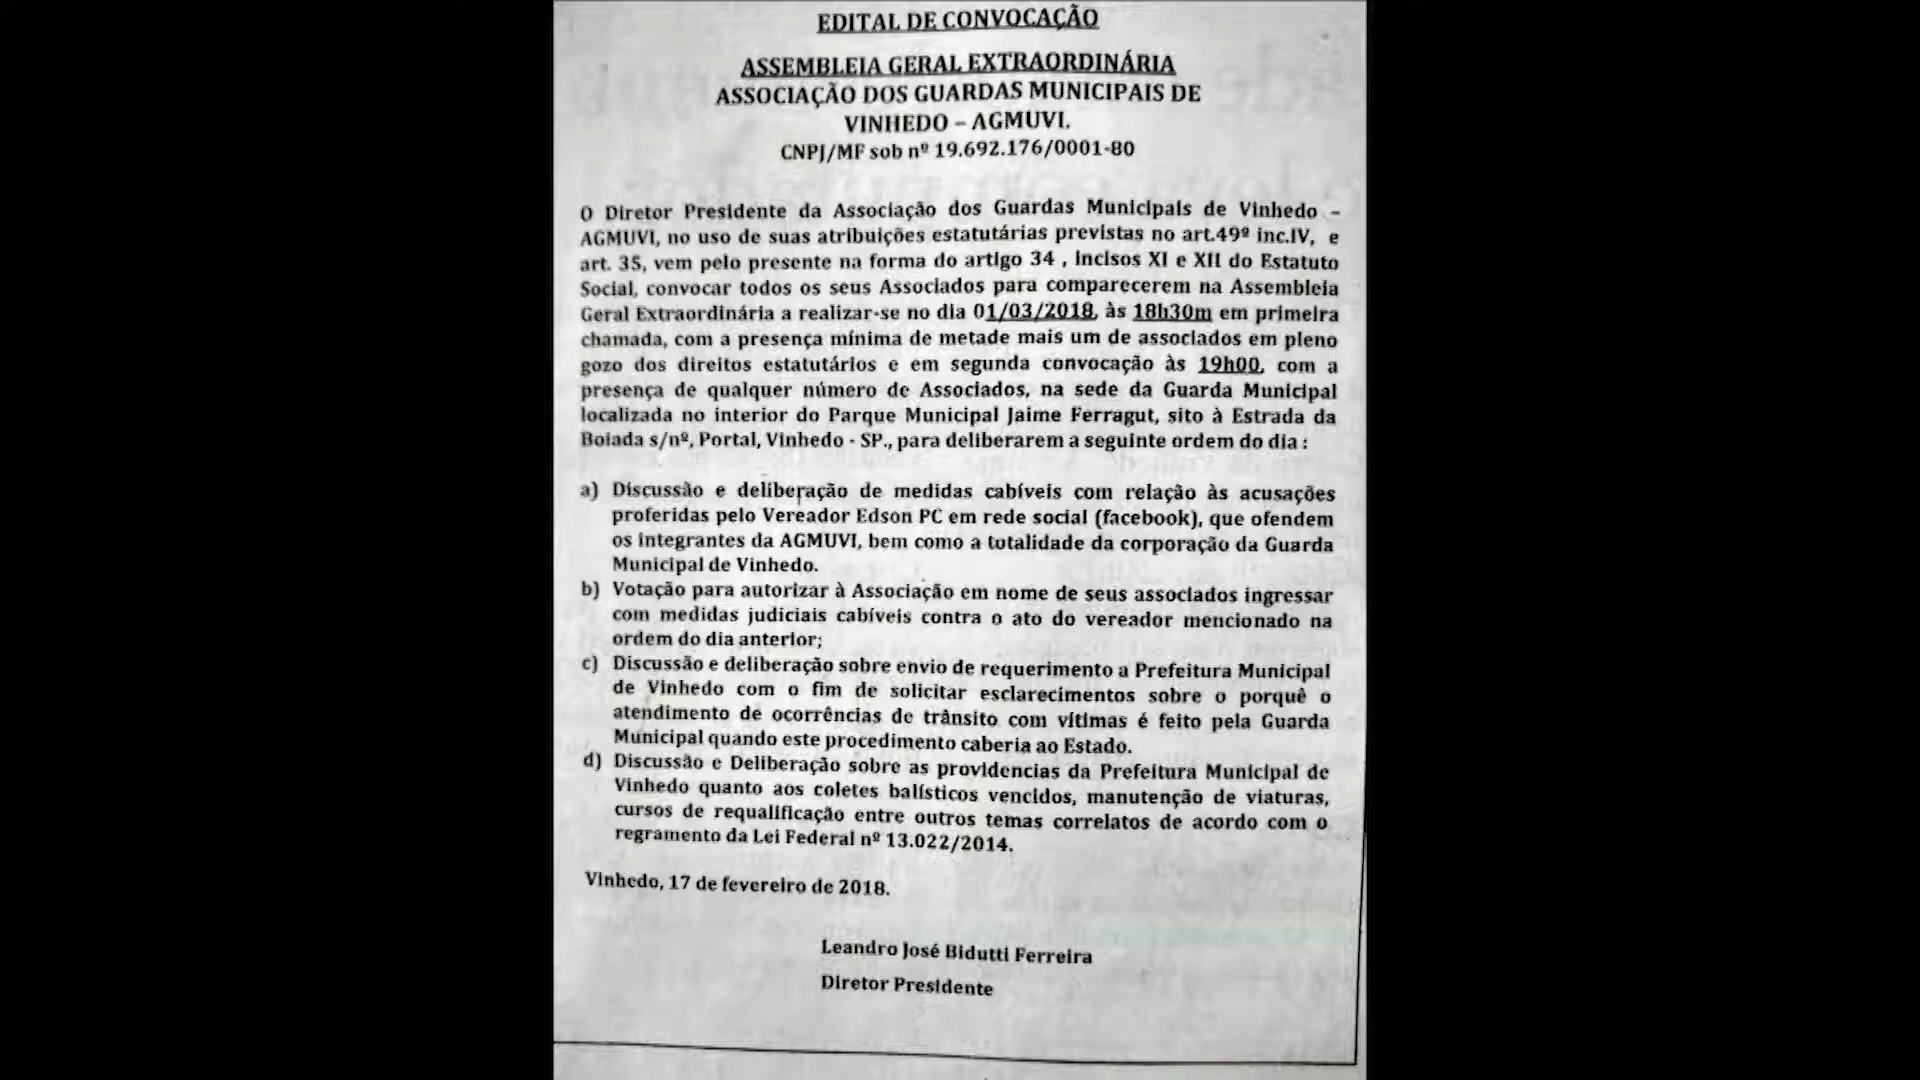 EDITAL DE CONVOCAÇÃO
ASSEMBLEIA GERAL EXTRAORDINÁRIA
ASSOCIAÇÃO DOS GUARDAS MUNICIPAIS DE
VINHEDO – AGMUVI.
CNPJ/MF sob nº 19.692.176/0001-80
O Diretor Presidente da Associação dos Guardas Municipais de Vinhedo –
AGMUVI, no uso de suas atribuições estatutárias previstas no art.49º inc.IV, e
art. 35, vem pelo presente na forma do artigo 34 , incisos XI e XII do Estatuto
Social, convocar todos os seus Associados para comparecerem na Assembleia
Geral Extraordinária a realizar-se no dia 01/03/2018, às 18h30m em primeira
chamada, com a presença mínima de metade mais um de associados em pleno
gozo dos direitos estatutários e em segunda convocação às 19h00, com a
presença de qualquer número de Associados, na sede da Guarda Municipal
localizada no interior do Parque Municipal Jaime Ferragut, sito à Estrada da
Boiada s/nº, Portal, Vinhedo - SP., para deliberarem a seguinte ordem do dia :
a) Discussão e deliberação de medidas cabíveis com relação às acusações
proferidas pelo Vereador Edson PC em rede social (facebook), que ofendem
os integrantes da AGMUVI, bem como a totalidade da corporação da Guarda
Municipal de Vinhedo.
b) Votação para autorizar à Associação em nome de seus associados ingressar
com medidas judiciais cabíveis contra o ato do vereador mencionado na
ordem do dia anterior;
c) Discussão e deliberação sobre envio de requerimento a Prefeitura Municipal
de Vinhedo com o fim de solicitar esclarecimentos sobre o porquê o
atendimento de ocorrências de trânsito com vítimas é feito pela Guarda
Municipal quando este procedimento caberia ao Estado.
d) Discussão e Deliberação sobre as providencias da Prefeitura Municipal de
Vinhedo quanto aos coletes balísticos vencidos, manutenção de viaturas,
cursos de requalificação entre outros temas correlatos de acordo com o
regramento da Lei Federal nº 13.022/2014.
Vinhedo, 17 de fevereiro de 2018.
Leandro José Bidutti Ferreira
Diretor Presidente